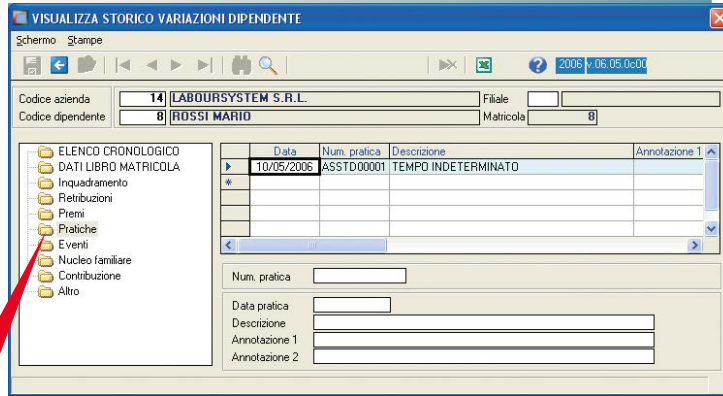 VISUALIZZA STORICO VARIAZIONI DIPENDENTE
Schermo Stampe
2006 v.06.05.0c00
Codice azienda 14 LABOURSYSTEM S.R.L. Filiale
Codice dipendente 8 ROSSI MARIO Matricola 8
ELENCO CRONOLOGICO
DATI LIBRO MATRICOLA
Inquadramento
Retribuzioni
Premi
Pratiche
Eventi
Nucleo familiare
Contribuzione
Altro
Data Num. pratica Descrizione Annotazione 1
10/05/2006 ASSTD00001 TEMPO INDETERMINATO
Num. pratica
Data pratica
Descrizione
Annotazione 1
Annotazione 2